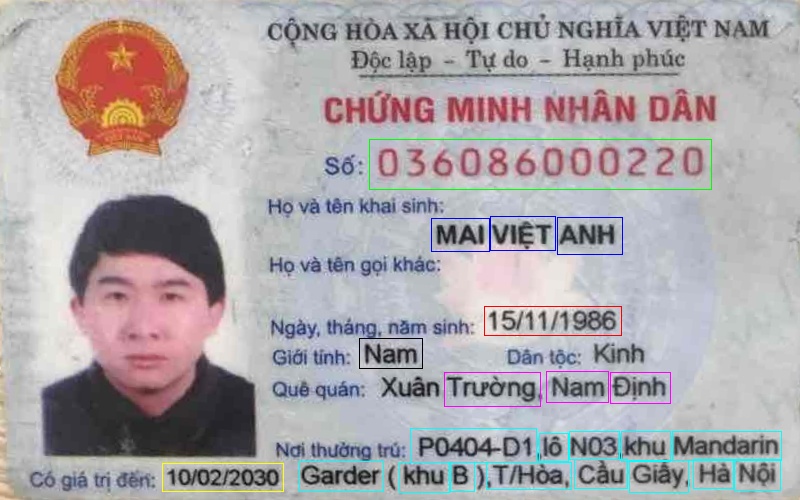 CỘNG HÒA XÃ HỘI CHỦ NGHĨA VIỆT NAM
Độc lập - Tự do - Hạnh phúc
CHỨNG MINH NHÂN DÂN
Số: 036086000220
Họ và tên khai sinh:
MAI VIỆT ANH
Họ và tên gọi khác:
Ngày, tháng, năm sinh: 15/11/1986
Giới tính: Nam Dân tộc: Kinh
Quê quán: Xuân Trường, Nam Định
Nơi thường trú: P0404-D1,lô N03,khu Mandarin
Có giá trị đến: 10/02/2030 Garder ( khu B ),T/Hòa, Cầu Giấy, Hà Nội